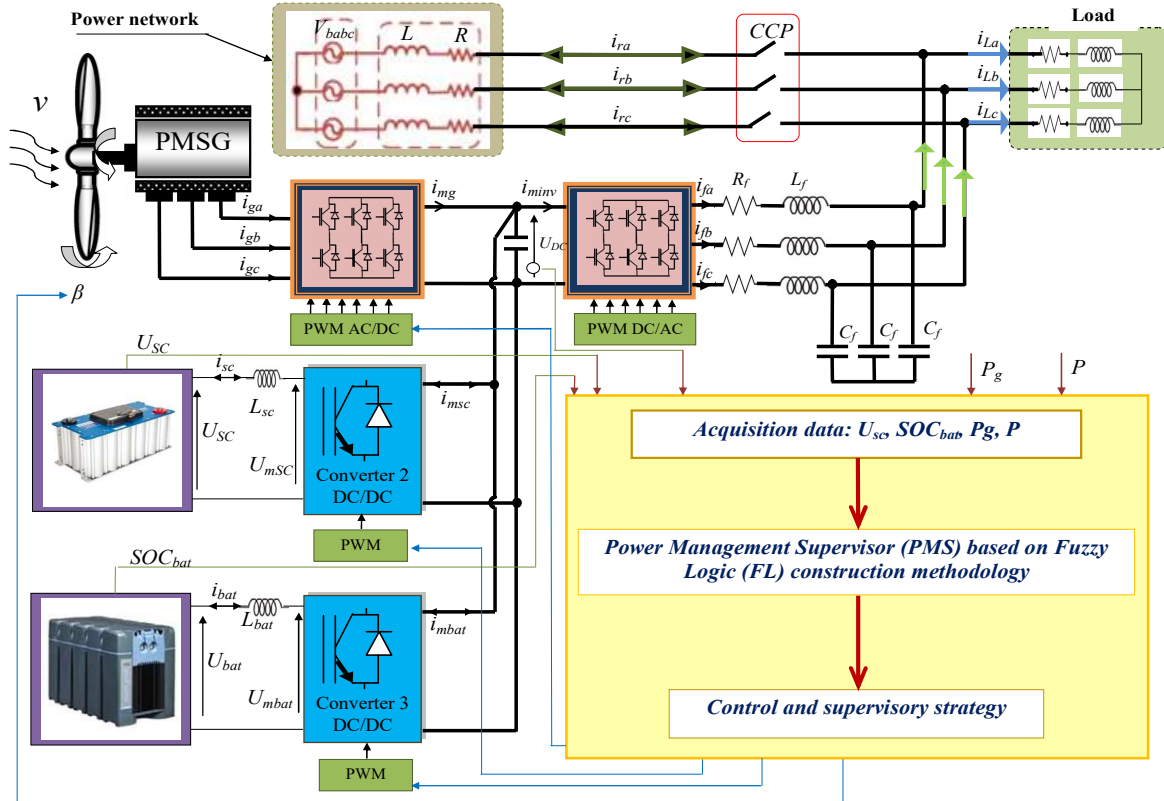 Power network
V_babc
L
R
i_ra
CCP
i_La
Load
i_rb
i_Lb
i_rc
i_Lc
v
PMSG
i_ga
i_gb
i_gc
i_mg
i_minv
U_DC
i_fa
i_fb
i_fc
R_f
L_f
C_f
C_f
C_f
β
PWM AC/DC
PWM DC/AC
U_SC
i_sc
L_sc
U_SC
U_mSC
Converter 2
DC/DC
i_msc
PWM
SOC_bat
i_bat
L_bat
U_bat
U_mbat
Converter 3
DC/DC
i_mbat
PWM
P_g
P
Acquisition data: U_sc, SOC_bat, Pg, P
Power Management Supervisor (PMS) based on Fuzzy
Logic (FL) construction methodology
Control and supervisory strategy